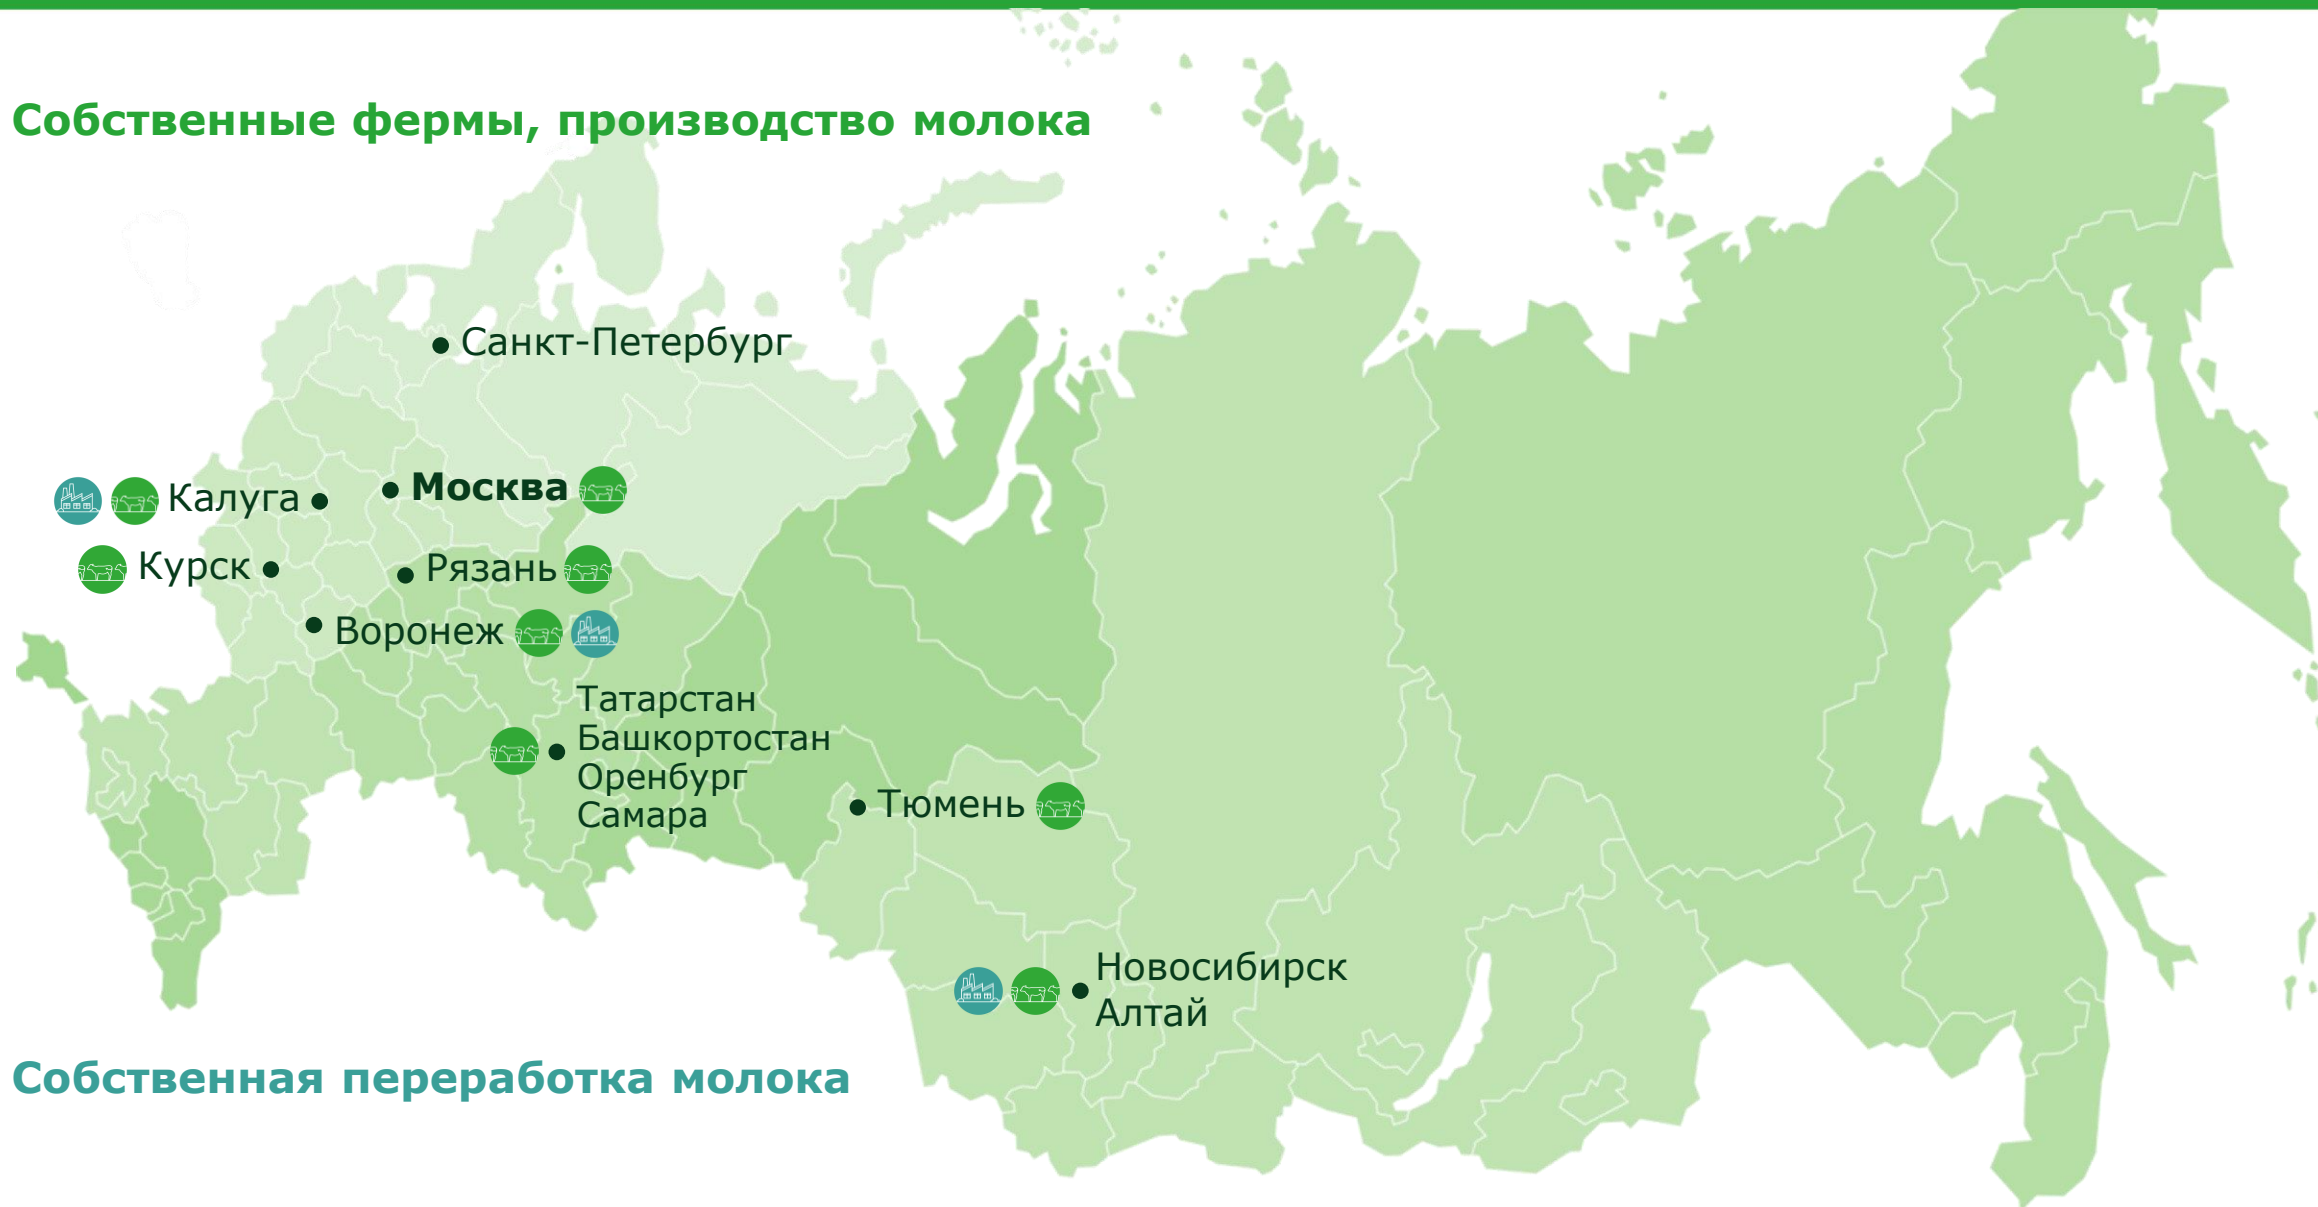 Собственные фермы, производство молока
Санкт-Петербург
Москва
Калуга
Курск
Рязань
Воронеж
Татарстан
Башкортостан
Оренбург
Самара
Тюмень
Новосибирск
Алтай
Собственная переработка молока